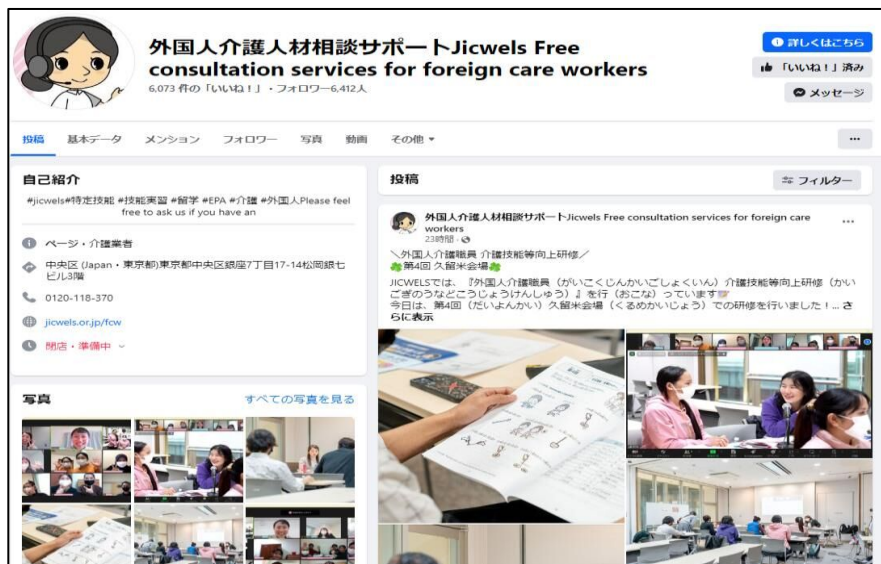 外国人介護人材相談サポートJicwels Free
consultation services for foreign care workers
6,073 件の「いいね！」・フォロワー6,412人
詳しくはこちら
「いいね！」済み
メッセージ
投稿 基本データ メンション フォロワー 写真 動画 その他
自己紹介
#jicwels#特定技能 #技能実習 #留学 #EPA #介護 #外国人Please feel
free to ask us if you have an
ページ・介護業者
中央区 (Japan・東京都)東京都中央区銀座7丁目17-14松岡銀七
ビル3階
0120-118-370
jicwels.or.jp/fcw
閉店・準備中
写真 すべての写真を見る
投稿 フィルター
外国人介護人材相談サポートJicwels Free consultation services for foreign care
workers
23時間
＼外国人介護職員 介護技能等向上研修／
第4回 久留米会場
JICWELSでは、『外国人介護職員（がいこくじんかいごしょくいん）介護技能等向上研修（かい
ごぎのうなどこうじょうけんしゅう）』を行（おこな）っています
今日は、第4回（だいよんかい）久留米会場（くるめかいじょう）での研修を行いました！... さ
らに表示